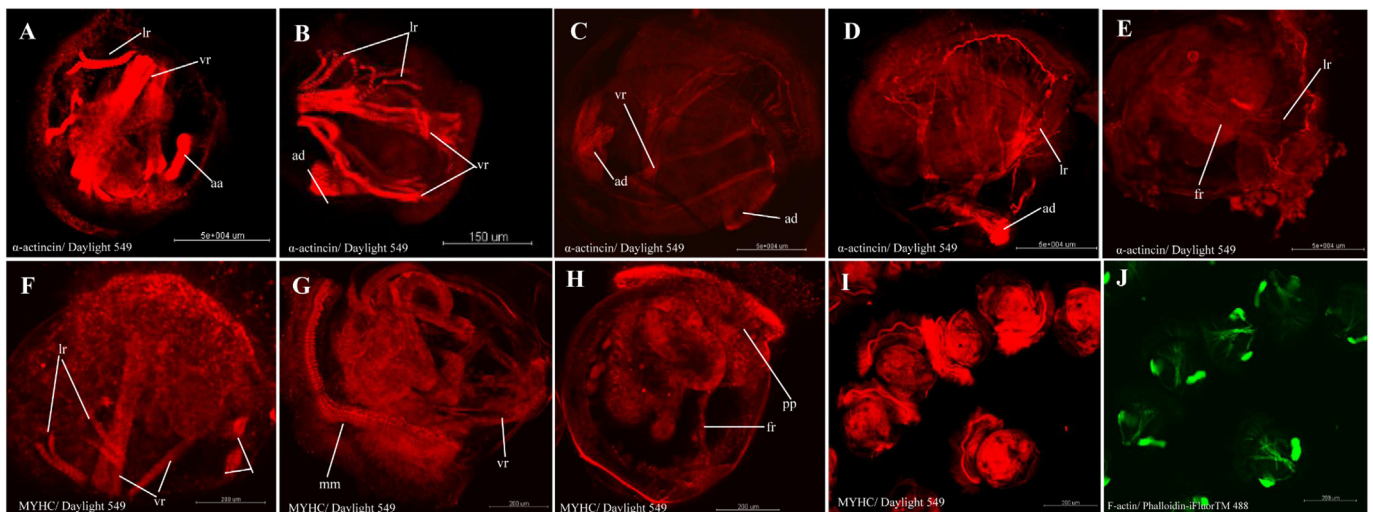 A
lr
vr
aa
α-actincin/ Daylight 549
5e+004 um
B
lr
ad
vr
α-actincin/ Daylight 549
150 um
C
vr
ad
ad
α-actincin/ Daylight 549
5e+004 um
D
lr
ad
α-actincin/ Daylight 549
5e+004 um
E
lr
fr
α-actincin/ Daylight 549
5e+004 um
F
lr
vr
MYHC/ Daylight 549
200 um
G
mm
vr
MYHC/ Daylight 549
200 um
H
pp
fr
MYHC/ Daylight 549
200 um
I
MYHC/ Daylight 549
200 um
J
F-actin/ Phalloidin-iFluorTM 488
200 um